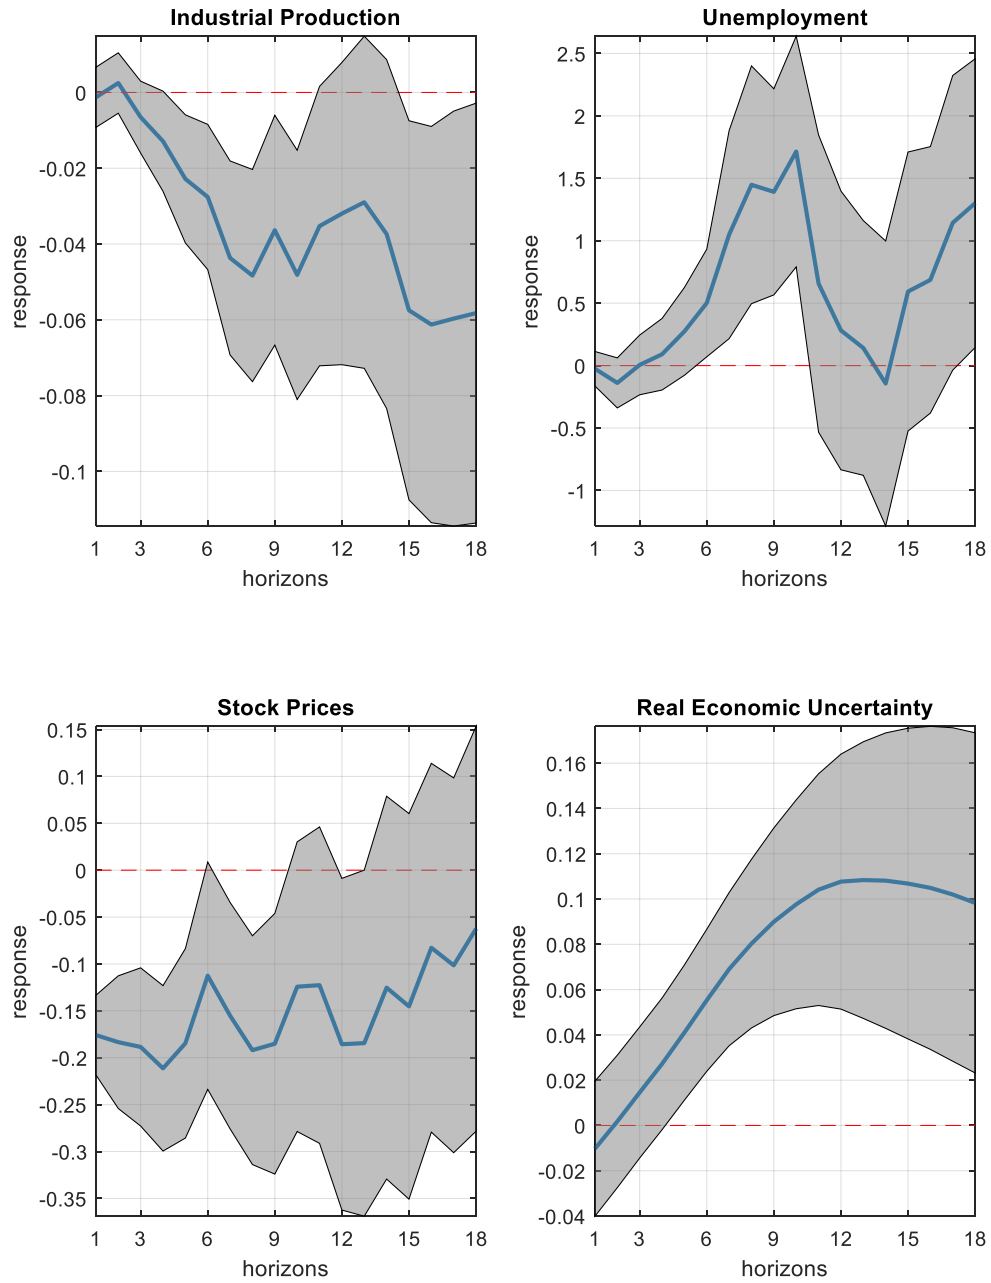 Industrial Production
response
0
-0.02
-0.04
-0.06
-0.08
-0.1
1 3 6 9 12 15 18
horizons
Unemployment
response
2.5
2
1.5
1
0.5
0
-0.5
-1
1 3 6 9 12 15 18
horizons
Stock Prices
response
0.15
0.1
0.05
0
-0.05
-0.1
-0.15
-0.2
-0.25
-0.3
-0.35
1 3 6 9 12 15 18
horizons
Real Economic Uncertainty
response
0.16
0.14
0.12
0.1
0.08
0.06
0.04
0.02
0
-0.02
-0.04
1 3 6 9 12 15 18
horizons